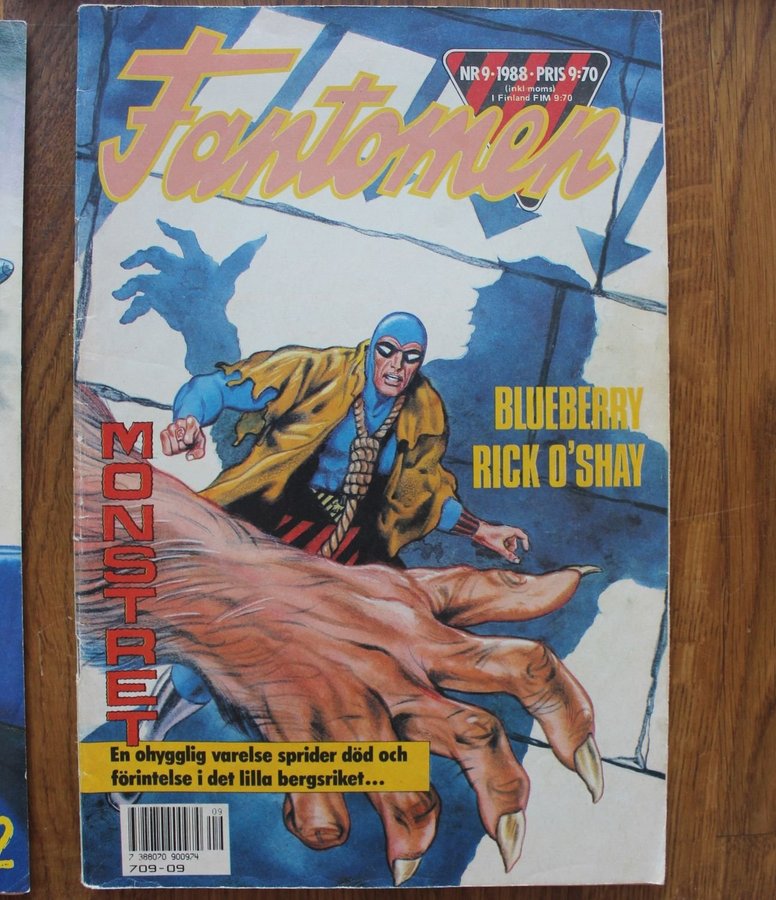 Fantomen
NR 9 · 1988 · PRIS 9:70
(inkl moms)
I Finland FIM 9:70
BLUEBERRY
RICK O'SHAY
MONSTRET
En ohygglig varelse sprider död och
förintelse i det lilla bergsriket...
09
7 388070 900974
709-09
2